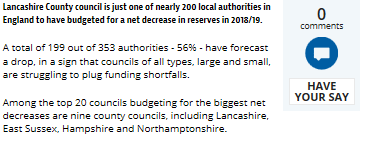 Lancashire County council is just one of nearly 200 local authorities in
England to have budgeted for a net decrease in reserves in 2018/19.
A total of 199 out of 353 authorities - 56% - have forecast
a drop, in a sign that councils of all types, large and small,
are struggling to plug funding shortfalls.
Among the top 20 councils budgeting for the biggest net
decreases are nine county councils, including Lancashire,
East Sussex, Hampshire and Northamptonshire.
0
comments
HAVE
YOUR SAY